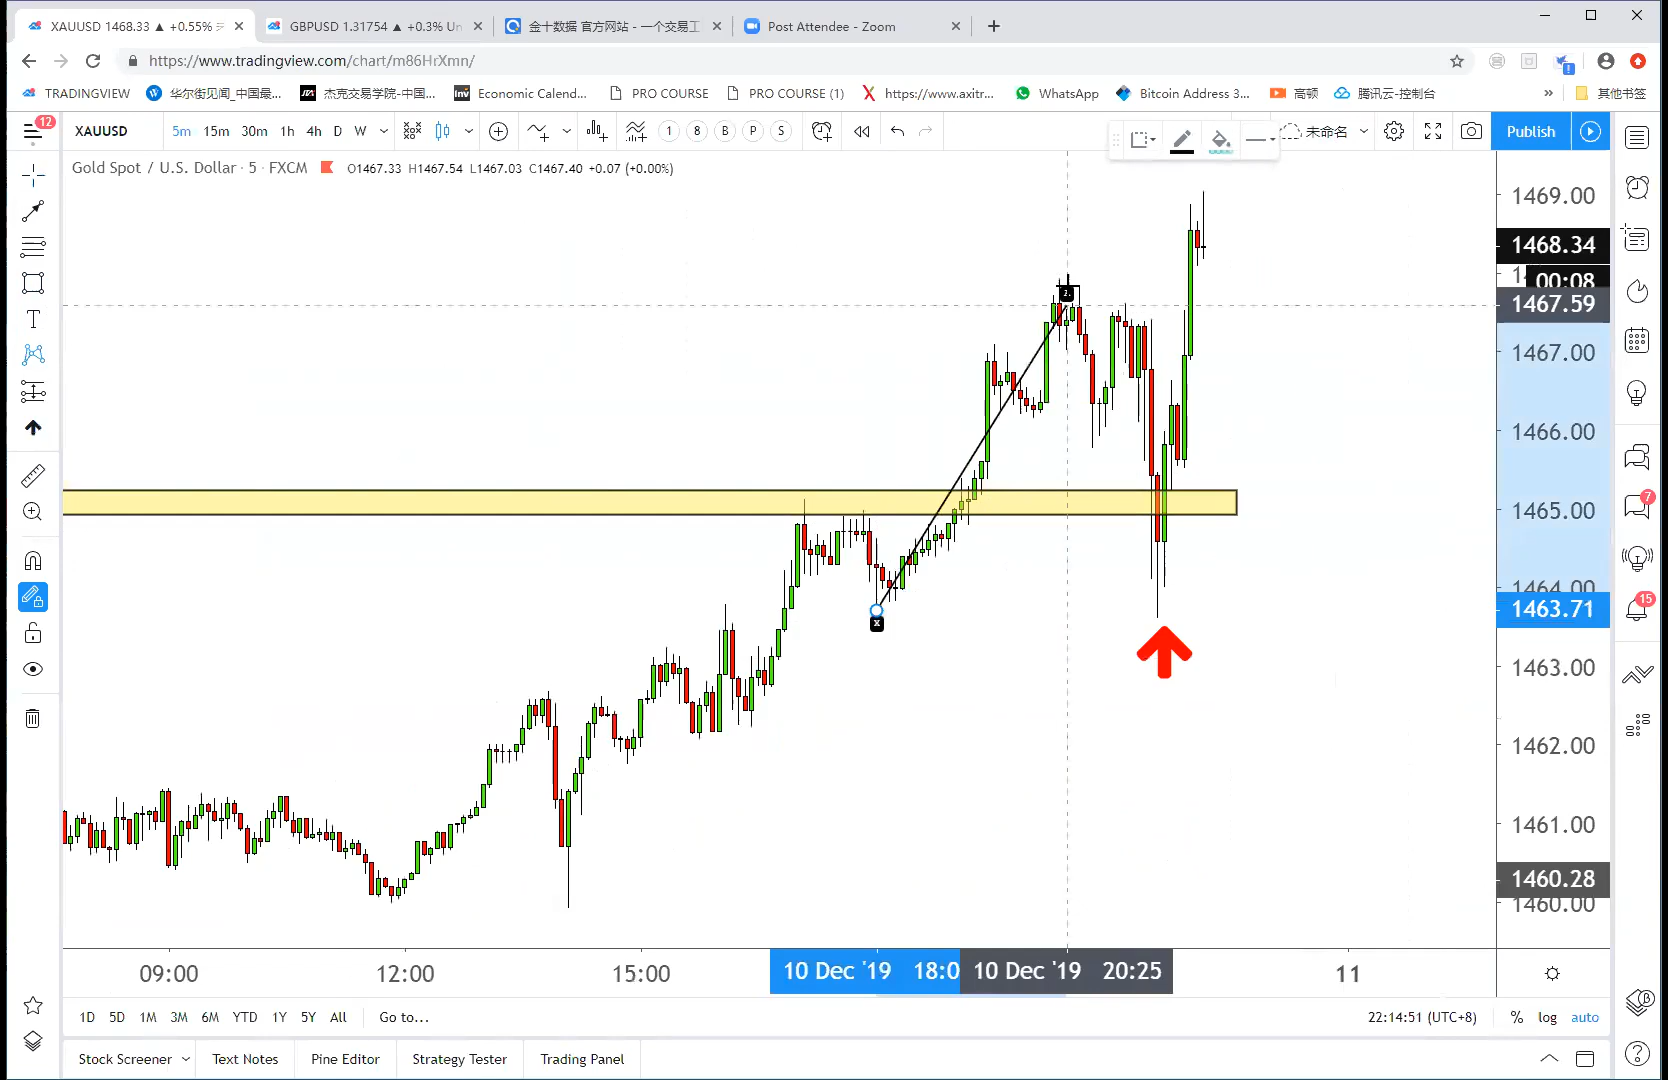 XAUUSD 1468.33 ▲ +0.55%
GBPUSD 1.31754 ▲ +0.3% Un
金十数据 官方网站 - 一个交易工
Post Attendee - Zoom
https://www.tradingview.com/chart/m86HrXmn/
TRADINGVIEW
华尔街见闻_中国最...
杰克交易学院-中国...
Economic Calend...
PRO COURSE
PRO COURSE (1)
https://www.axitr...
WhatsApp
Bitcoin Address 3...
高顿
腾讯云-控制台
»
其他书签
12
XAUUSD
5m 15m 30m 1h 4h D W
1 8 B P S
未命名
Publish
Gold Spot / U.S. Dollar · 5 · FXCM
O1467.33 H1467.54 L1467.03 C1467.40 +0.07 (+0.00%)
1469.00
1468.34
00:08
1467.59
1467.00
1466.00
1465.00
1464.00
1463.71
1463.00
1462.00
1461.00
1460.28
1460.00
X
7
15
09:00
12:00
15:00
10 Dec '19 18:0
10 Dec '19 20:25
11
1D 5D 1M 3M 6M YTD 1Y 5Y All
Go to...
22:14:51 (UTC+8)
% log auto
Stock Screener
Text Notes
Pine Editor
Strategy Tester
Trading Panel